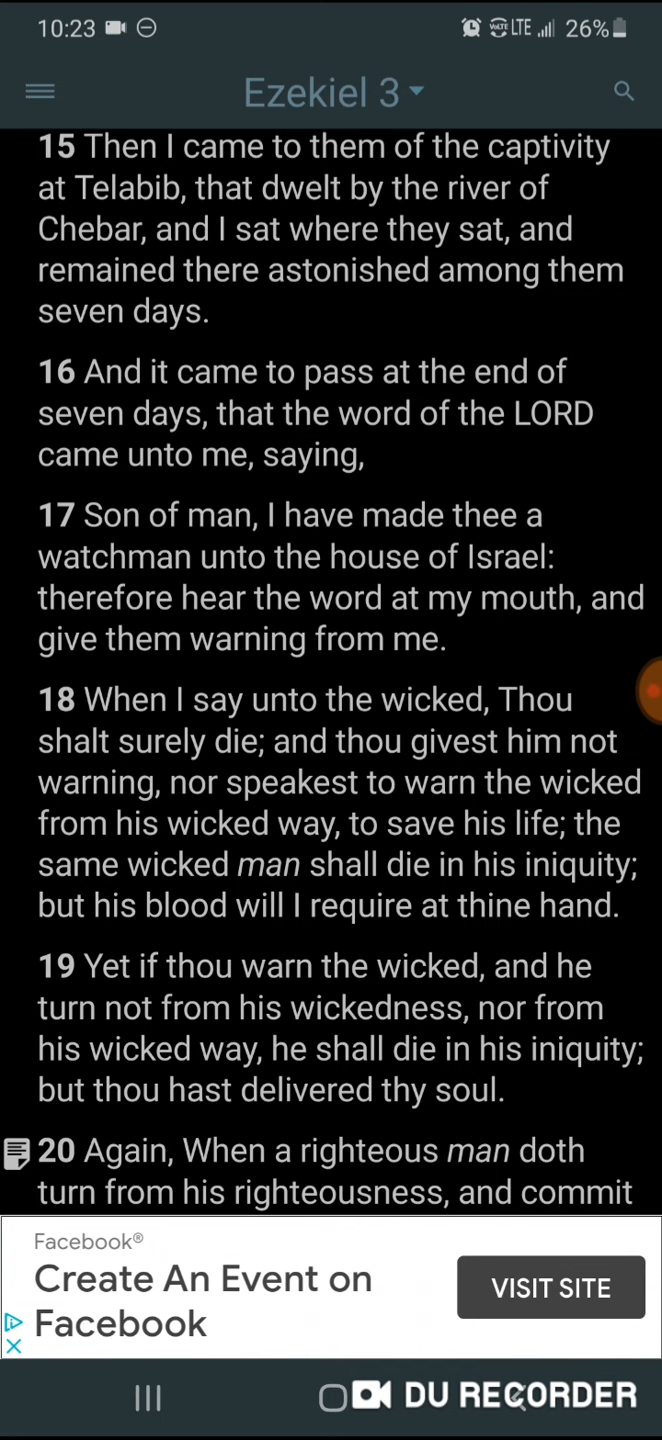 10:23 LTE 26%
Ezekiel 3
15 Then I came to them of the captivity
at Telabib, that dwelt by the river of
Chebar, and I sat where they sat, and
remained there astonished among them
seven days.
16 And it came to pass at the end of
seven days, that the word of the LORD
came unto me, saying,
17 Son of man, I have made thee a
watchman unto the house of Israel:
therefore hear the word at my mouth, and
give them warning from me.
18 When I say unto the wicked, Thou
shalt surely die; and thou givest him not
warning, nor speakest to warn the wicked
from his wicked way, to save his life; the
same wicked man shall die in his iniquity;
but his blood will I require at thine hand.
19 Yet if thou warn the wicked, and he
turn not from his wickedness, nor from
his wicked way, he shall die in his iniquity;
but thou hast delivered thy soul.
20 Again, When a righteous man doth
turn from his righteousness, and commit
Facebook®
Create An Event on
Facebook
VISIT SITE
DU RECORDER